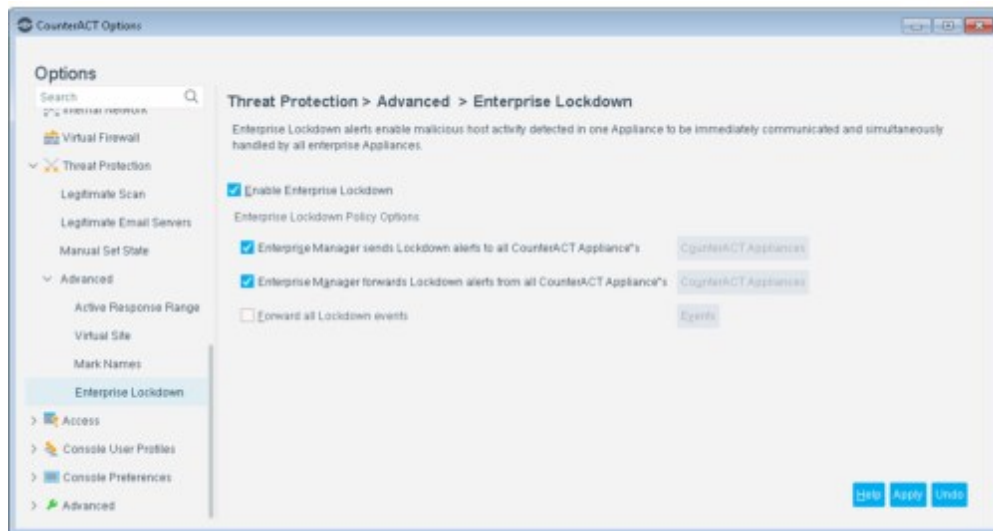 CounterACT Options
Options
Search
Internal Network
Virtual Firewall
Threat Protection
Legitimate Scan
Legitimate Email Servers
Manual Set State
Advanced
Active Response Range
Virtual Site
Mark Names
Enterprise Lockdown
Access
Console User Profiles
Console Preferences
Advanced
Threat Protection > Advanced > Enterprise Lockdown
Enterprise Lockdown alerts enable malicious host activity detected in one Appliance to be immediately communicated and simultaneously
handled by all enterprise Appliances.
Enable Enterprise Lockdown
Enterprise Lockdown Policy Options
Enterprise Manager sends Lockdown alerts to all CounterACT Appliance"s
CounterACT Appliances
Enterprise Manager forwards Lockdown alerts from all CounterACT Appliance"s
CounterACT Appliances
Forward all Lockdown events
Events
Help
Apply
Undo